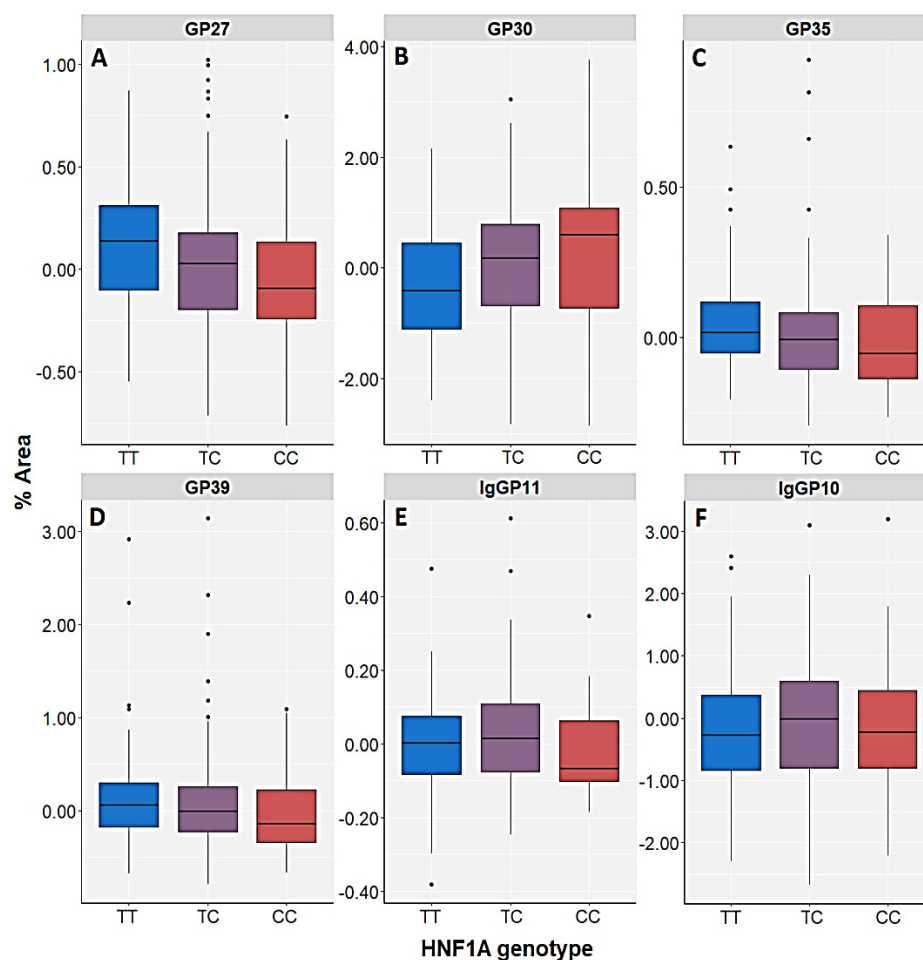 GP27
GP30
GP35
A
B
C
1.00
0.50
0.00
-0.50
4.00
2.00
0.00
-2.00
0.50
0.00
TT TC CC
TT TC CC
TT TC CC
% Area
GP39
IgGP11
IgGP10
D
E
F
3.00
2.00
1.00
0.00
0.60
0.40
0.20
0.00
-0.20
-0.40
3.00
2.00
1.00
0.00
-1.00
-2.00
TT TC CC
TT TC CC
TT TC CC
HNF1A genotype